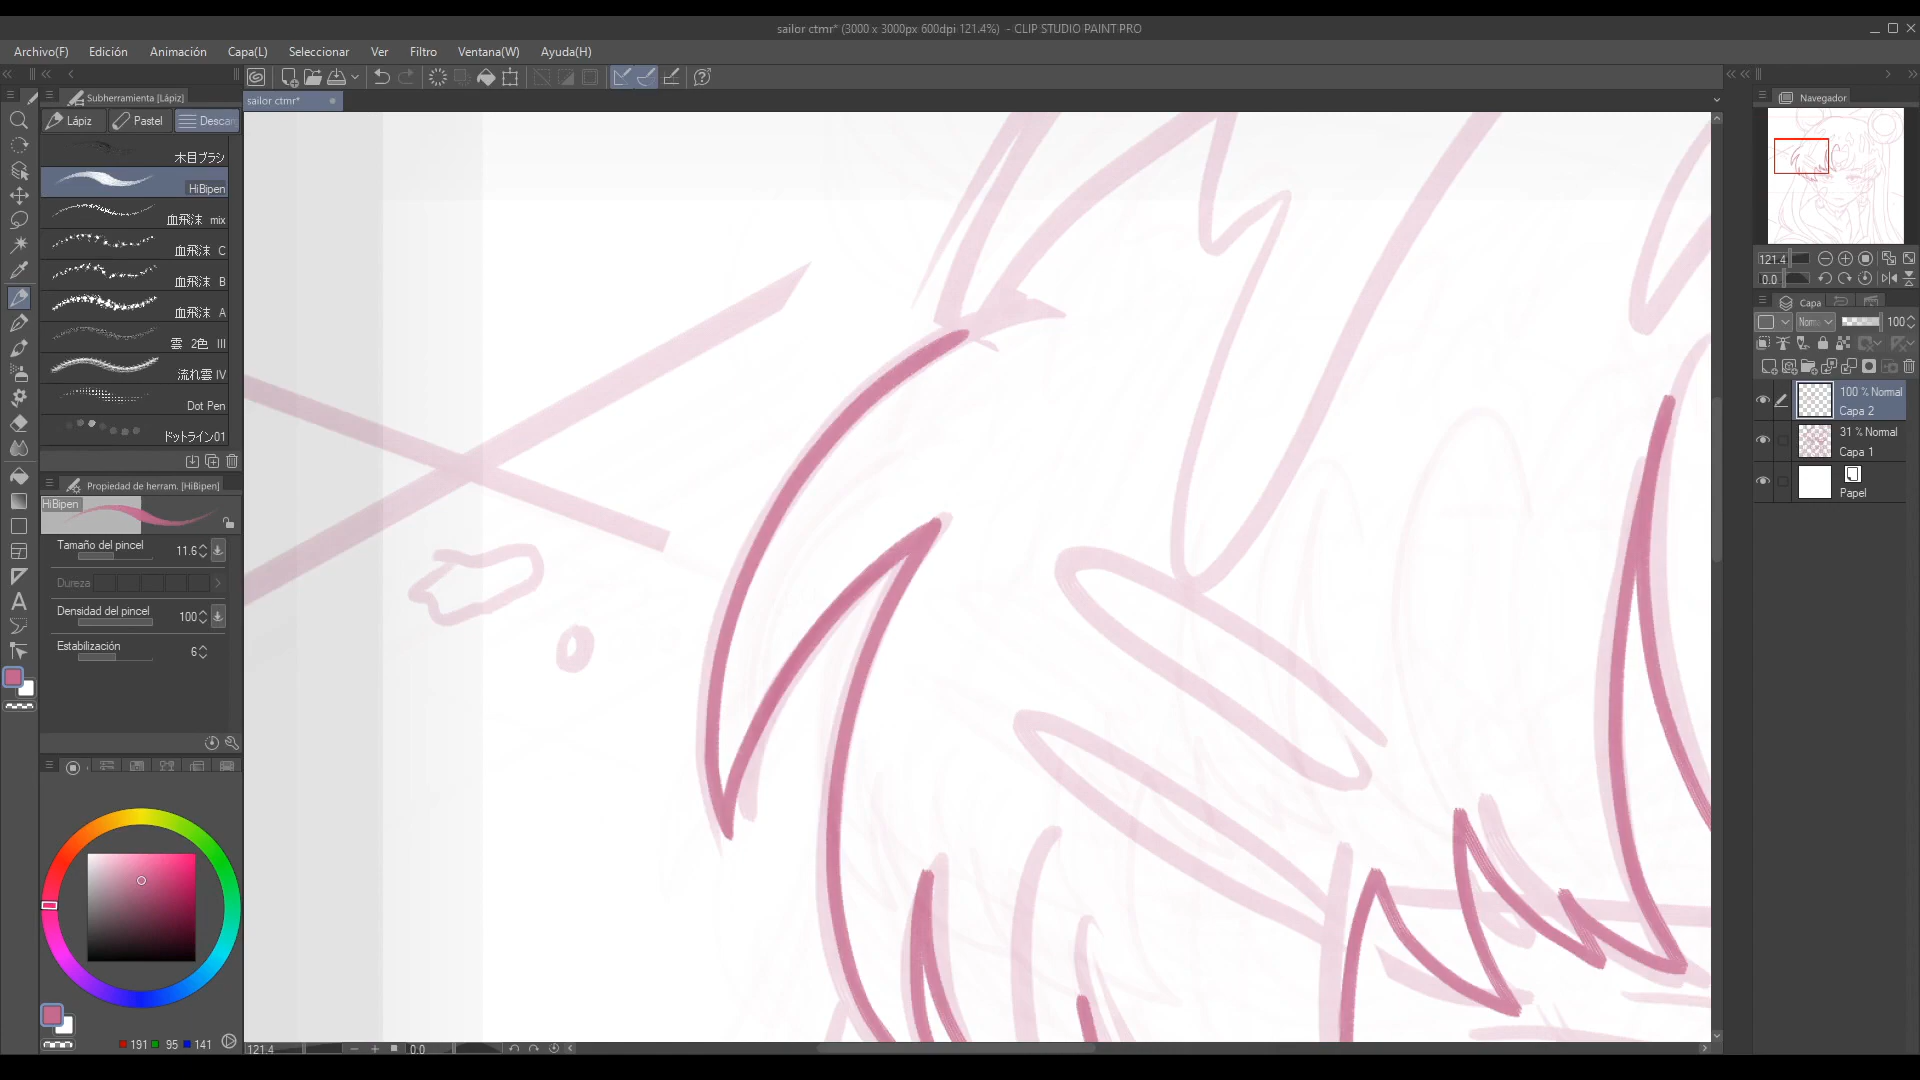 sailor ctmr* (3000 x 3000px 600dpi 121.4%)  - CLIP STUDIO PAINT PRO
Archivo(F) Edición Animación Capa(L) Seleccionar Ver Filtro Ventana(W) Ayuda(H)
Subherramienta [Lápiz]
sailor ctmr*
Lápiz Pastel Descar
木目ブラシ
HiBipen
血飛沫 mix
血飛沫 C
血飛沫 B
血飛沫 A
雲 2色 III
流れ雲 IV
Dot Pen
ドットライン01
Propiedad de herram. [HiBipen]
HiBipen
Tamaño del pincel 11.6
Dureza
Densidad del pincel 100
Estabilización 6
191 95 141
121.4 0.0
Navegador
121.4
0.0
Capa
Norm 100
100 % Normal
Capa 2
31 % Normal
Capa 1
Papel